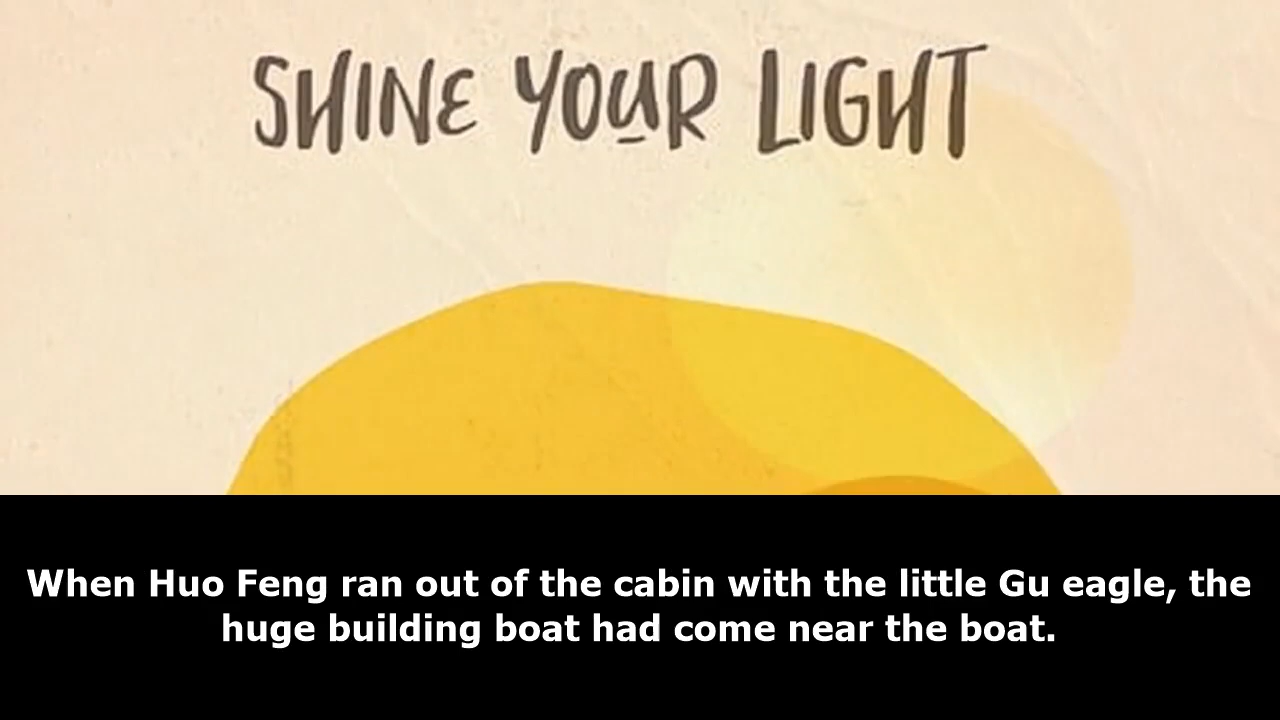 SHINE YOUR LIGHT
When Huo Feng ran out of the cabin with the little Gu eagle, the
huge building boat had come near the boat.